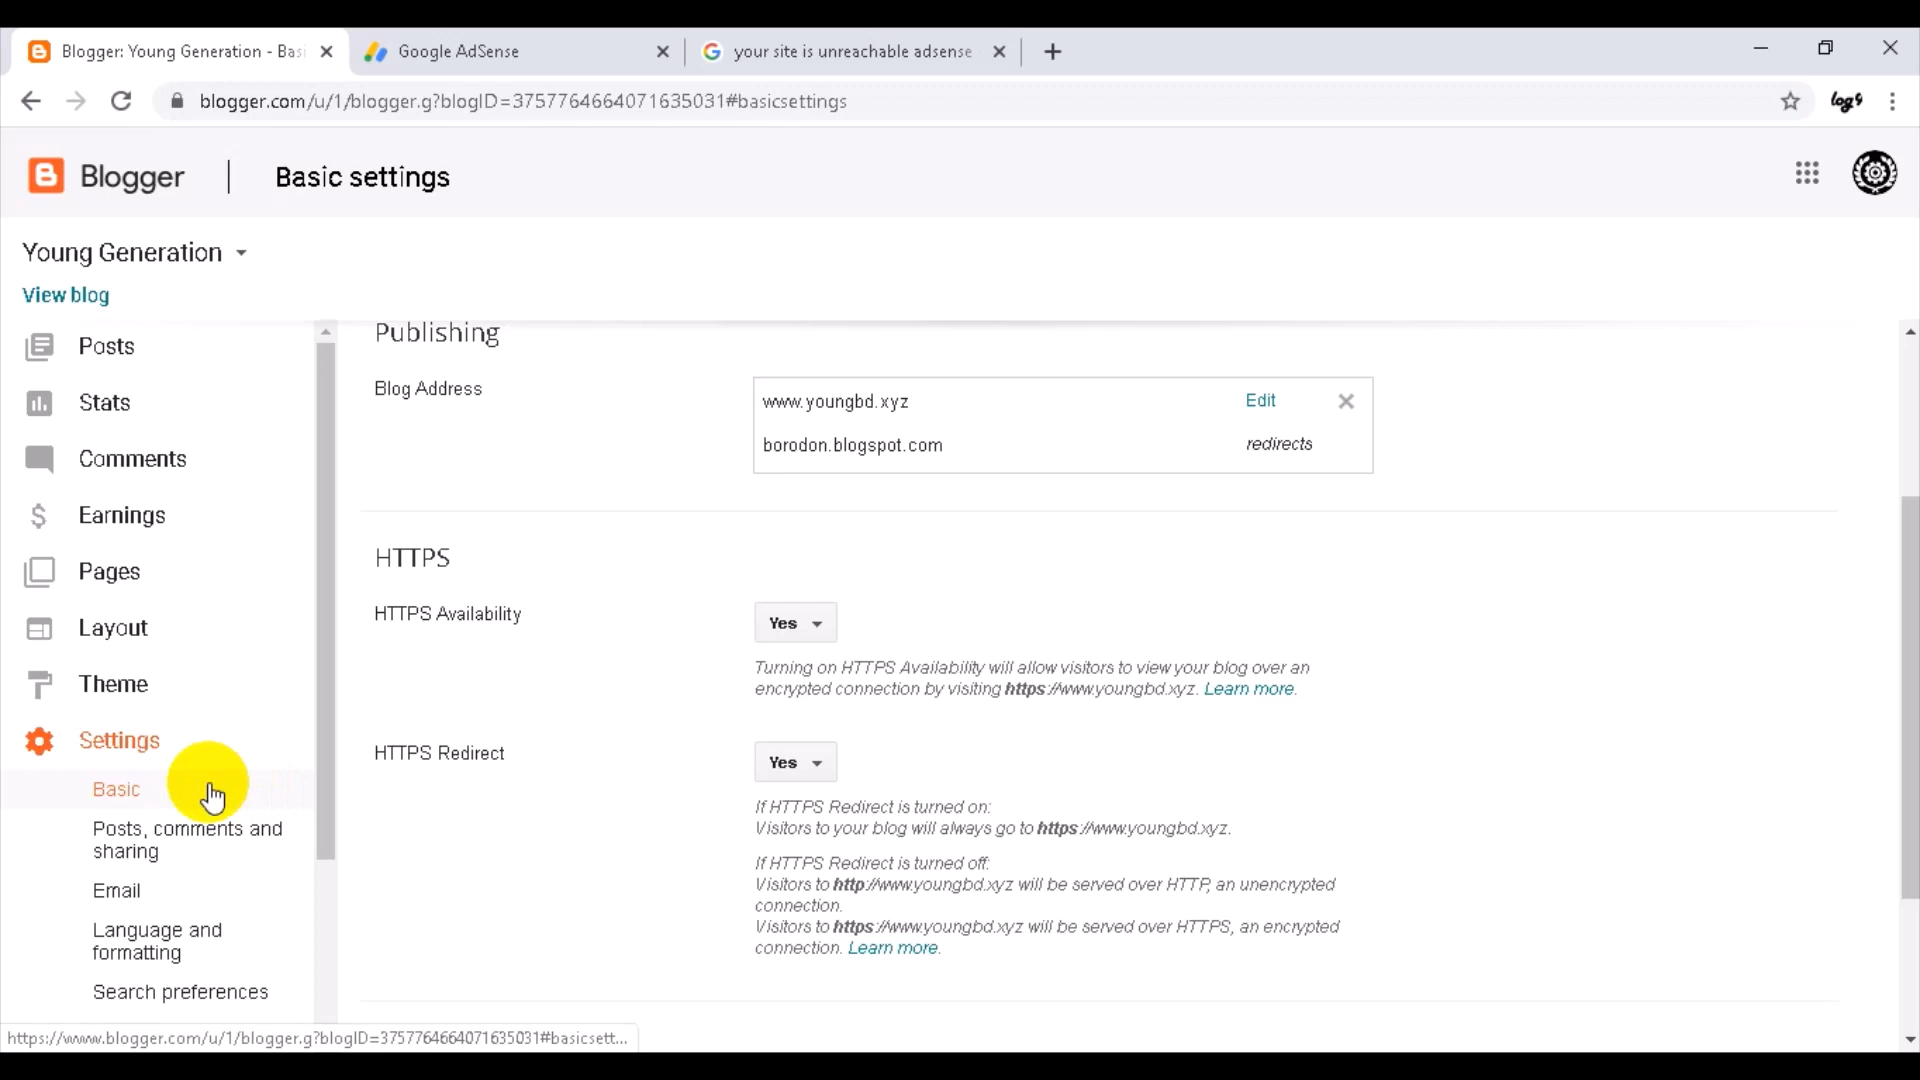 Blogger: Young Generation - Basi
Google AdSense
your site is unreachable adsense
blogger.com/u/1/blogger.g?blogID=3757764664071635031#basicsettings
log9
Blogger
Basic settings
Young Generation
View blog
Posts
Stats
Comments
Earnings
Pages
Layout
Theme
Settings
Basic
Posts, comments and
sharing
Email
Language and
formatting
Search preferences
Publishing
Blog Address
www.youngbd.xyz Edit
borodon.blogspot.com redirects
HTTPS
HTTPS Availability
Yes
Turning on HTTPS Availability will allow visitors to view your blog over an
encrypted connection by visiting https://www.youngbd.xyz. Learn more.
HTTPS Redirect
Yes
If HTTPS Redirect is turned on:
Visitors to your blog will always go to https://www.youngbd.xyz.
If HTTPS Redirect is turned off:
Visitors to http://www.youngbd.xyz will be served over HTTP, an unencrypted
connection.
Visitors to https://www.youngbd.xyz will be served over HTTPS, an encrypted
connection. Learn more.
https://www.blogger.com/u/1/blogger.g?blogID=3757764664071635031#basicsett...